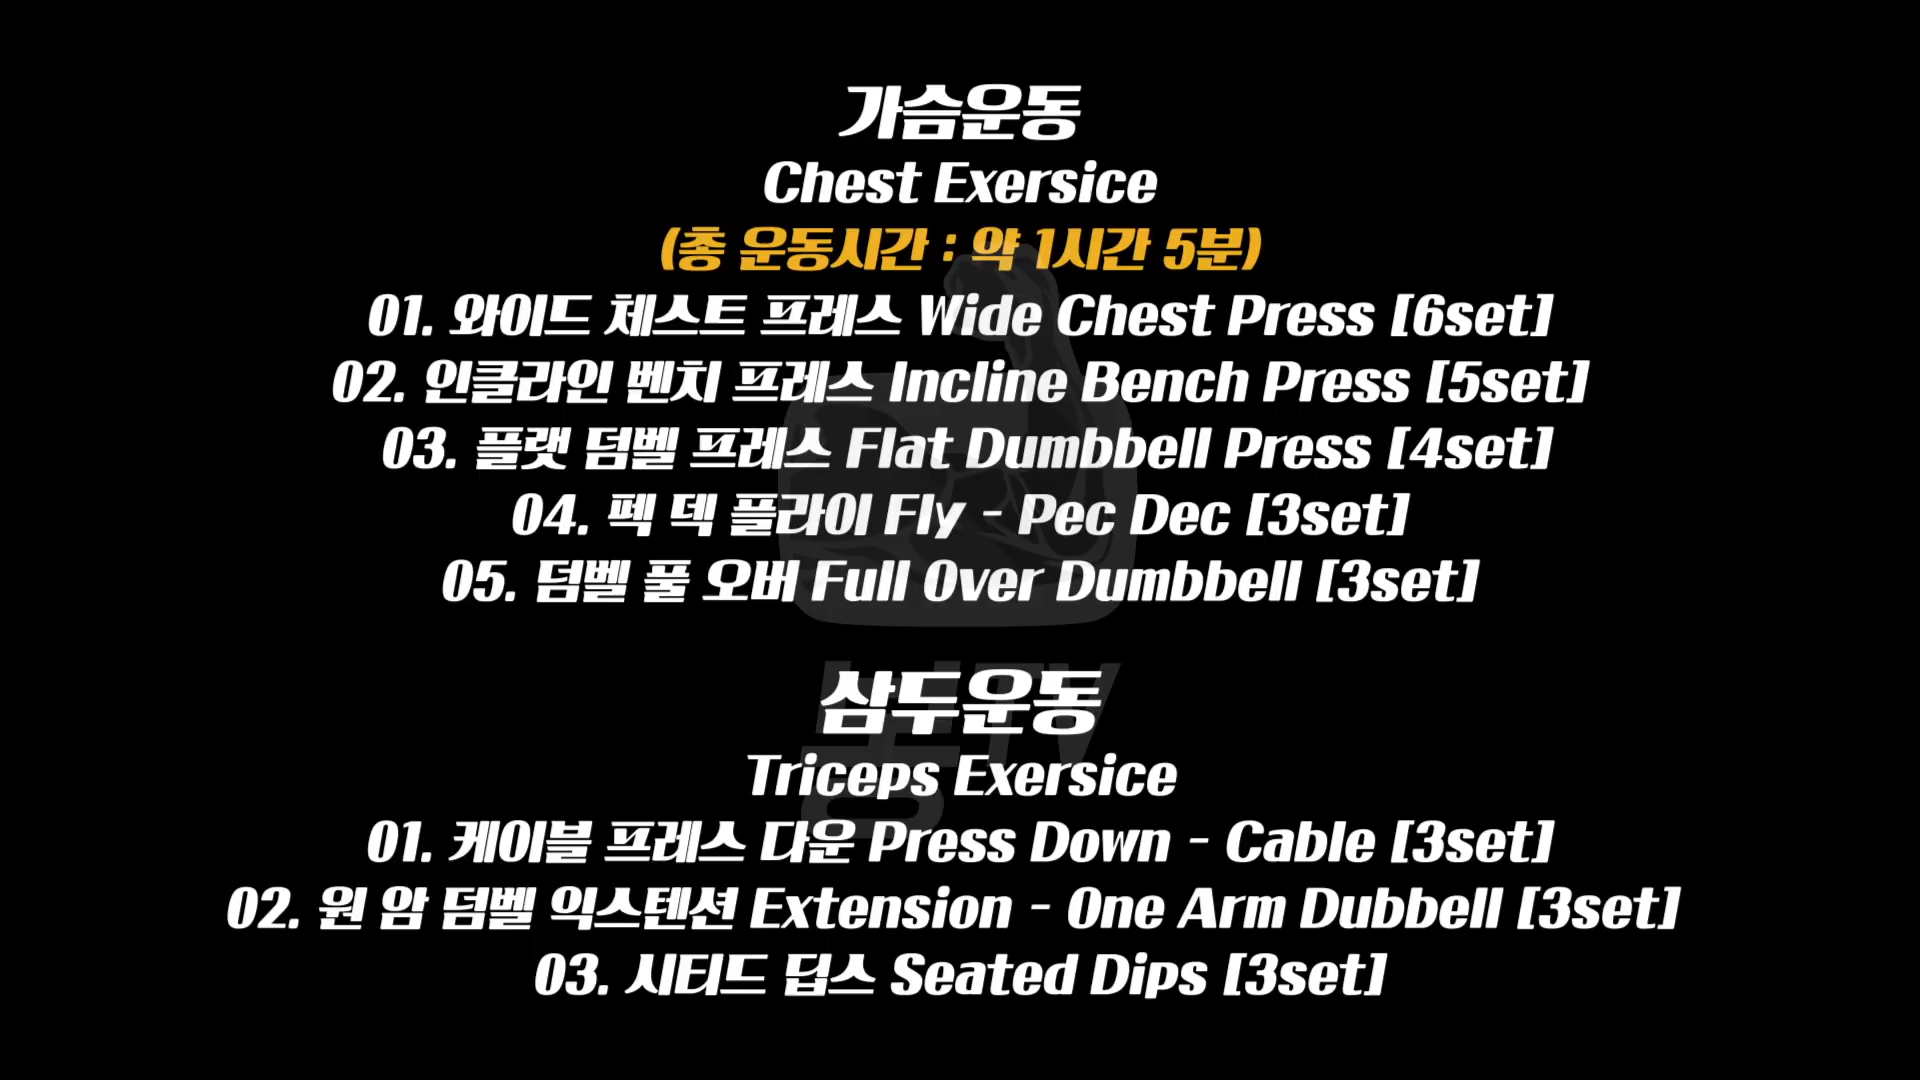 가슴운동
Chest Exersice
(총 운동시간 : 약 1시간 5분)
01. 와이드 체스트 프레스 Wide Chest Press [6set]
02. 인클라인 벤치 프레스 Incline Bench Press [5set]
03. 플랫 덤벨 프레스 Flat Dumbbell Press [4set]
04. 펙 덱 플라이 Fly - Pec Dec [3set]
05. 덤벨 풀 오버 Full Over Dumbbell [3set]
삼두운동
Triceps Exersice
01. 케이블 프레스 다운 Press Down - Cable [3set]
02. 원 암 덤벨 익스텐션 Extension - One Arm Dubbell [3set]
03. 시티드 딥스 Seated Dips [3set]